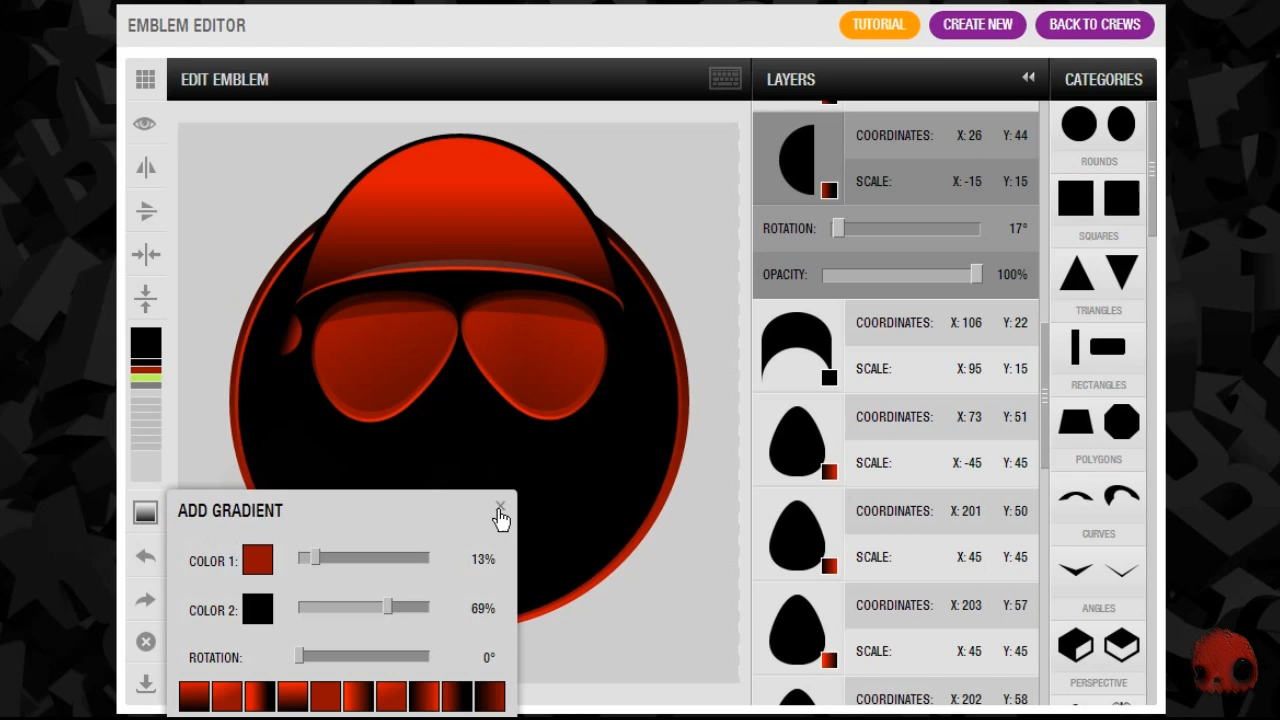 EMBLEM EDITOR
TUTORIAL
CREATE NEW
BACK TO CREWS
EDIT EMBLEM
LAYERS
CATEGORIES
COORDINATES: X: 26 Y: 44
SCALE: X: -15 Y: 15
ROTATION: 17°
OPACITY: 100%
COORDINATES: X: 106 Y: 22
SCALE: X: 95 Y: 15
COORDINATES: X: 73 Y: 51
SCALE: X: -45 Y: 45
COORDINATES: X: 201 Y: 50
SCALE: X: 45 Y: 45
COORDINATES: X: 203 Y: 57
SCALE: X: 45 Y: 45
COORDINATES: X: 202 Y: 58
ROUNDS
SQUARES
TRIANGLES
RECTANGLES
POLYGONS
CURVES
ANGLES
PERSPECTIVE
ADD GRADIENT
COLOR 1: 13%
COLOR 2: 69%
ROTATION: 0°